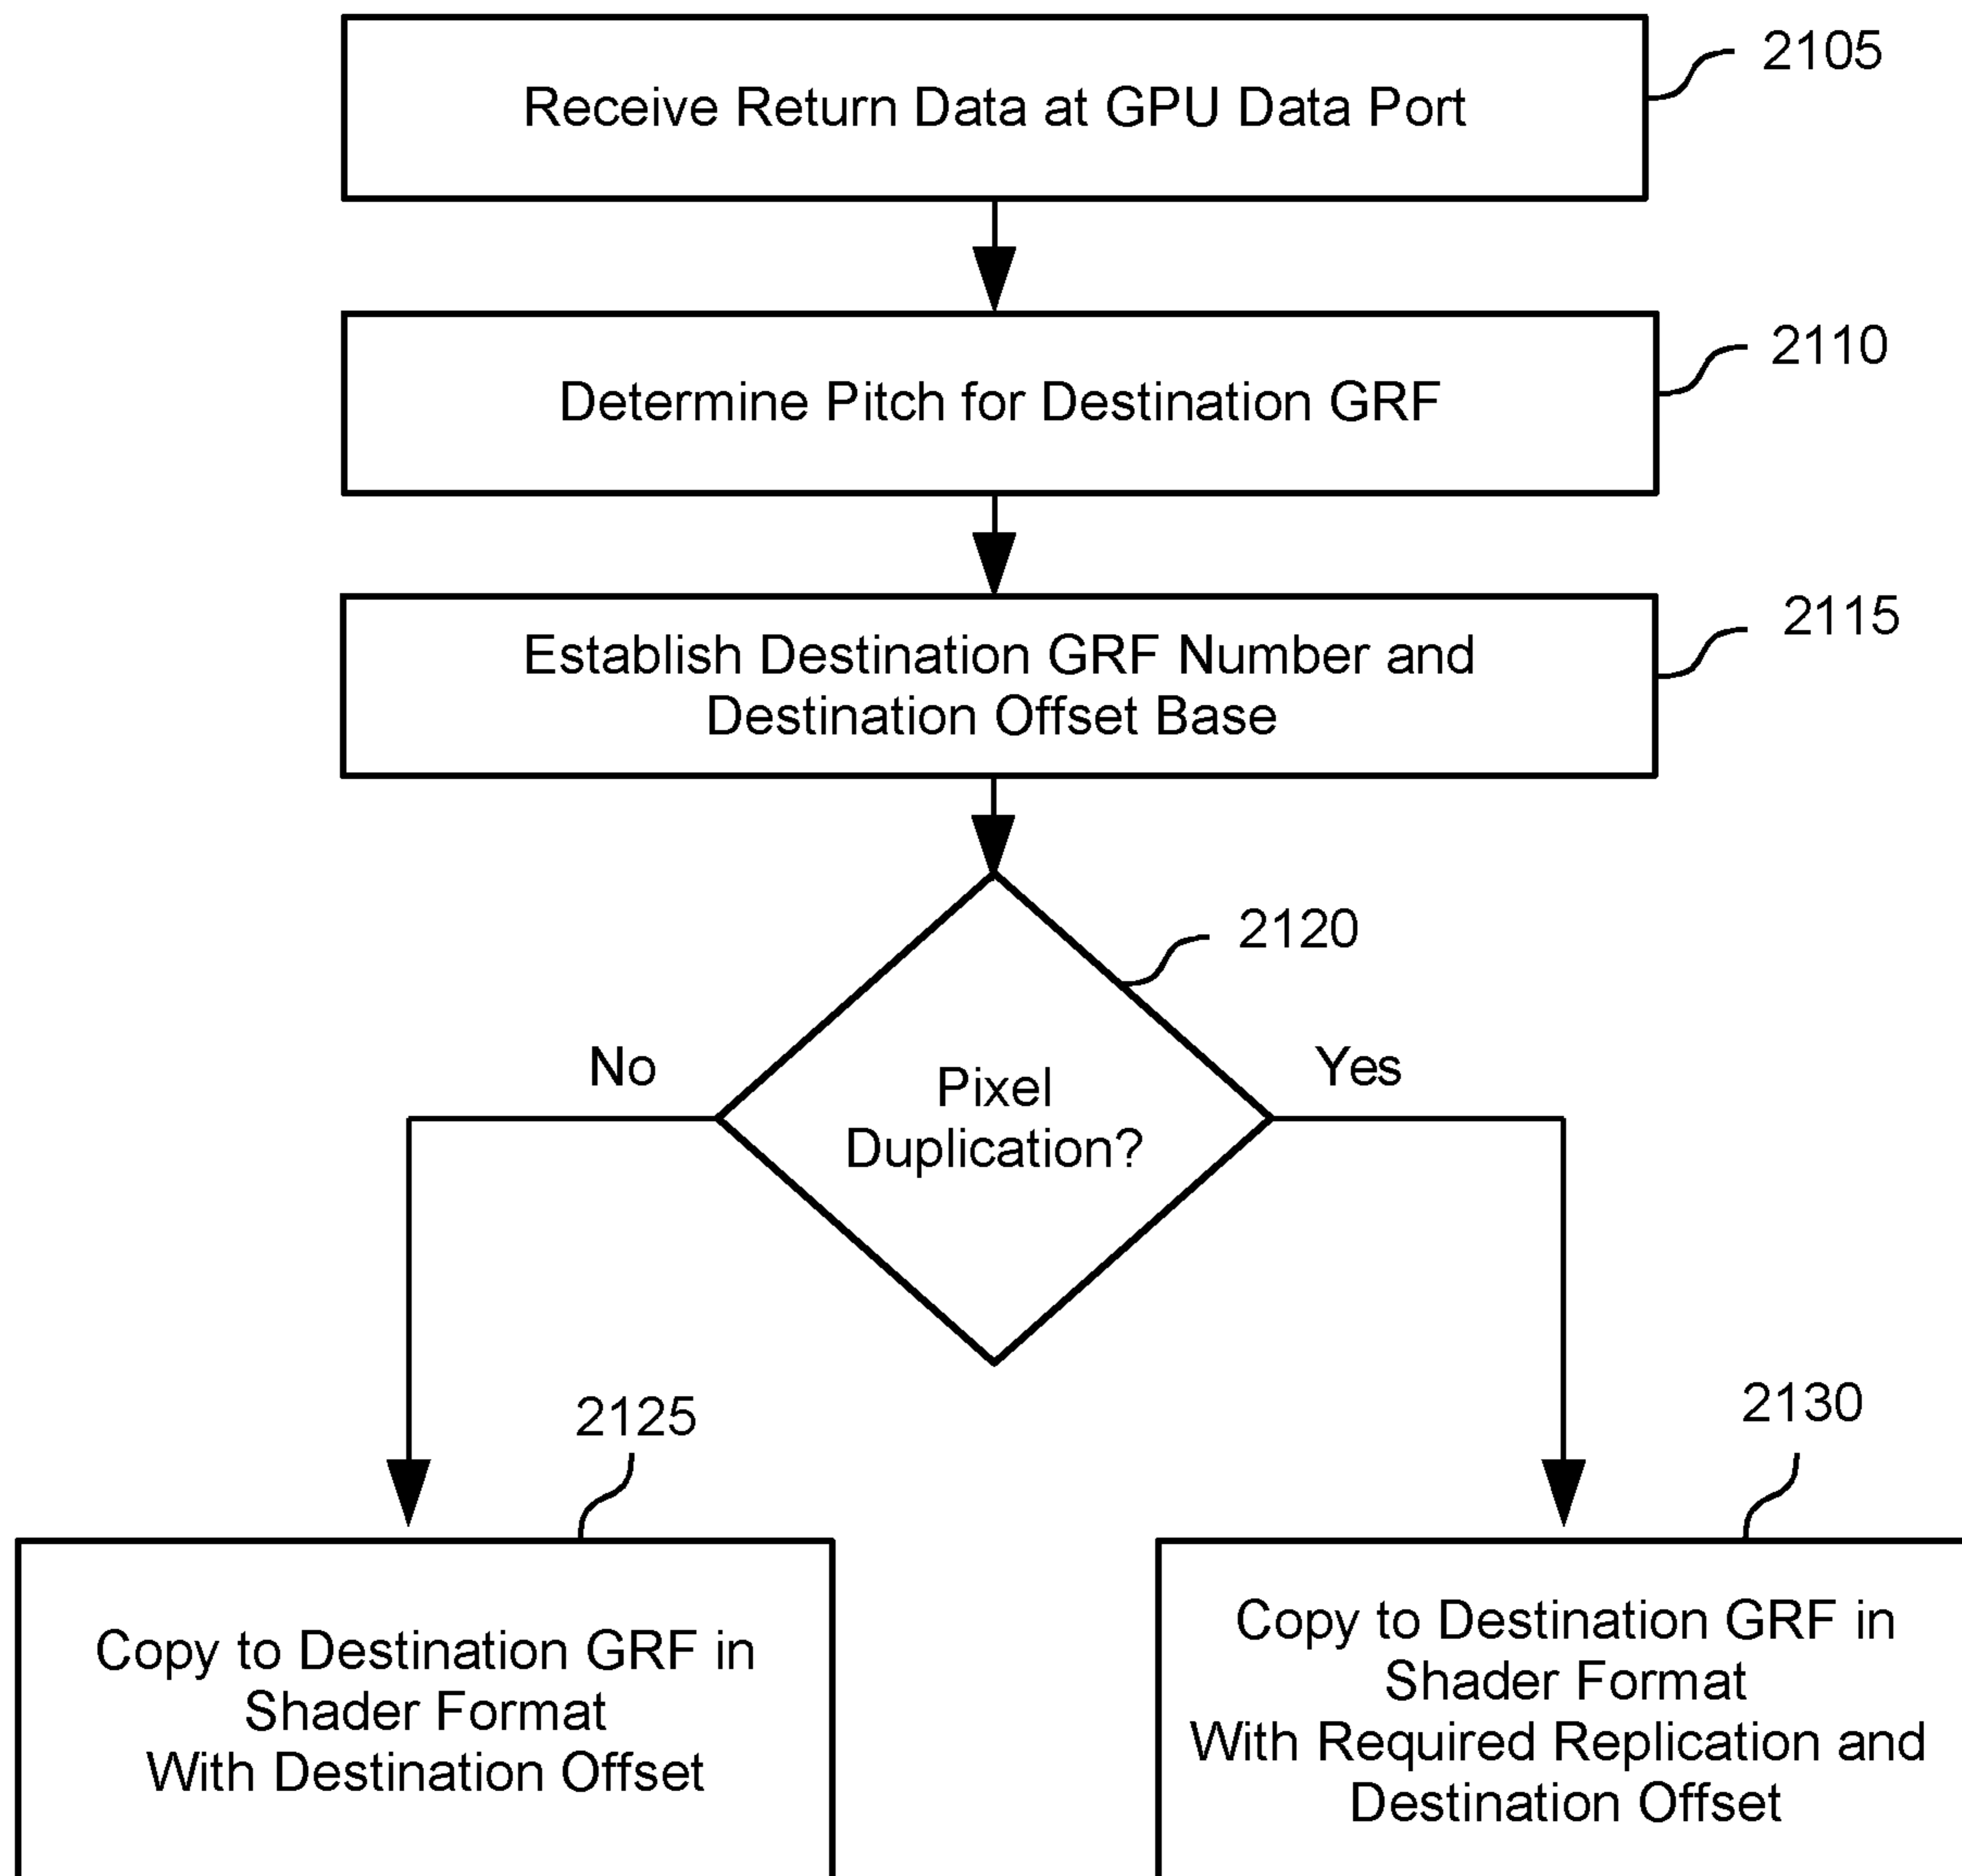 Receive Return Data at GPU Data Port
2105
Determine Pitch for Destination GRF
2110
Establish Destination GRF Number and
Destination Offset Base
2115
2120
Pixel
Duplication?
No
Yes
2125
Copy to Destination GRF in
Shader Format
With Destination Offset
2130
Copy to Destination GRF in
Shader Format
With Required Replication and
Destination Offset